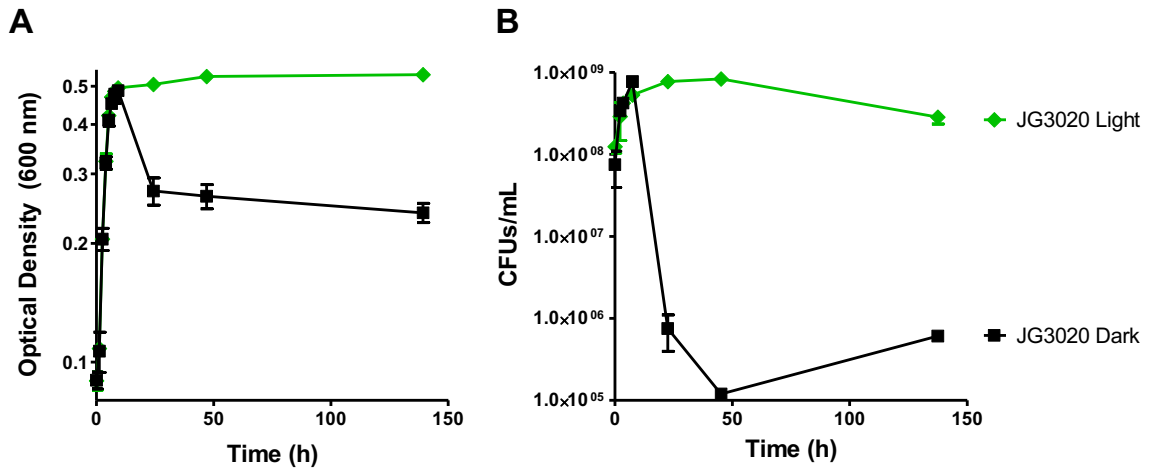 A
Optical Density (600 nm)
0.5
0.4
0.3
0.2
0.1
0
50
100
150
Time (h)
B
CFUs/mL
1.0×10⁰⁹
1.0×10⁰⁸
1.0×10⁰⁷
1.0×10⁰⁶
1.0×10⁰⁵
0
50
100
150
Time (h)
JG3020 Light
JG3020 Dark